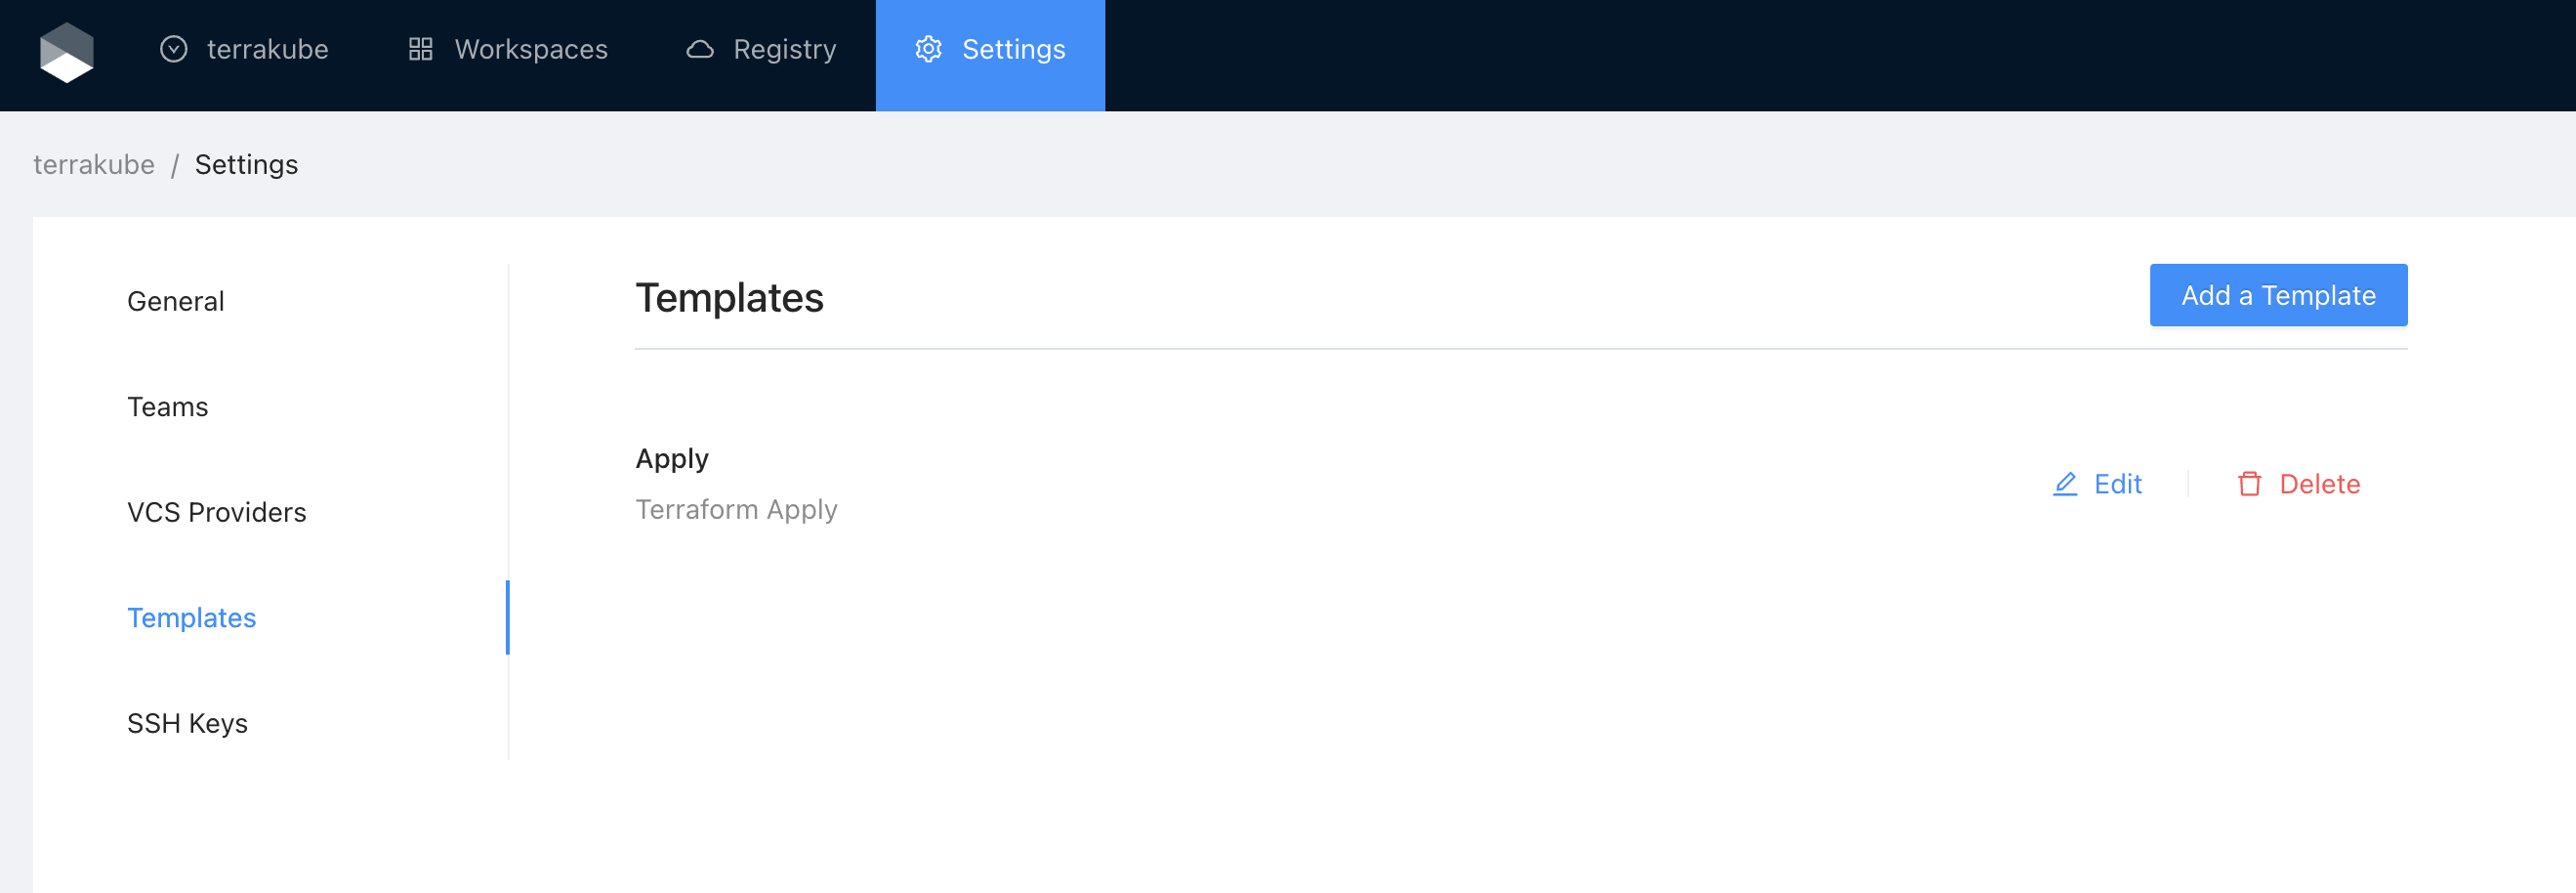 terrakube Workspaces Registry Settings
terrakube / Settings
General
Teams
VCS Providers
Templates
SSH Keys
Templates
Add a Template
Apply
Terraform Apply
Edit
Delete